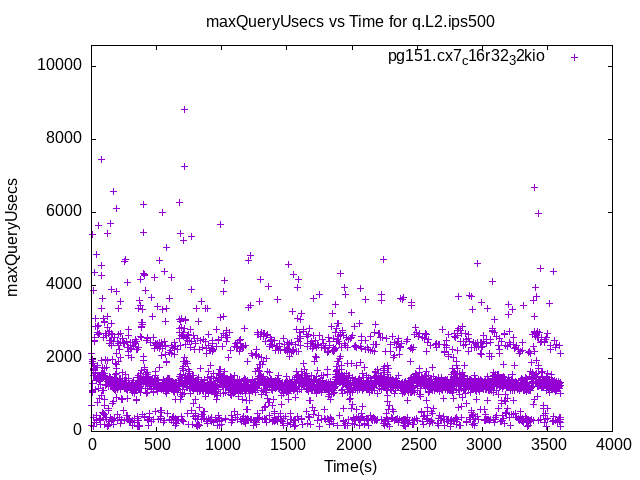 maxQueryUsecs vs Time for q.L2.ips500
pg151.cx7c16r3232kio
10000
8000
6000
4000
2000
0
maxQueryUsecs
0 500 1000 1500 2000 2500 3000 3500 4000
Time(s)